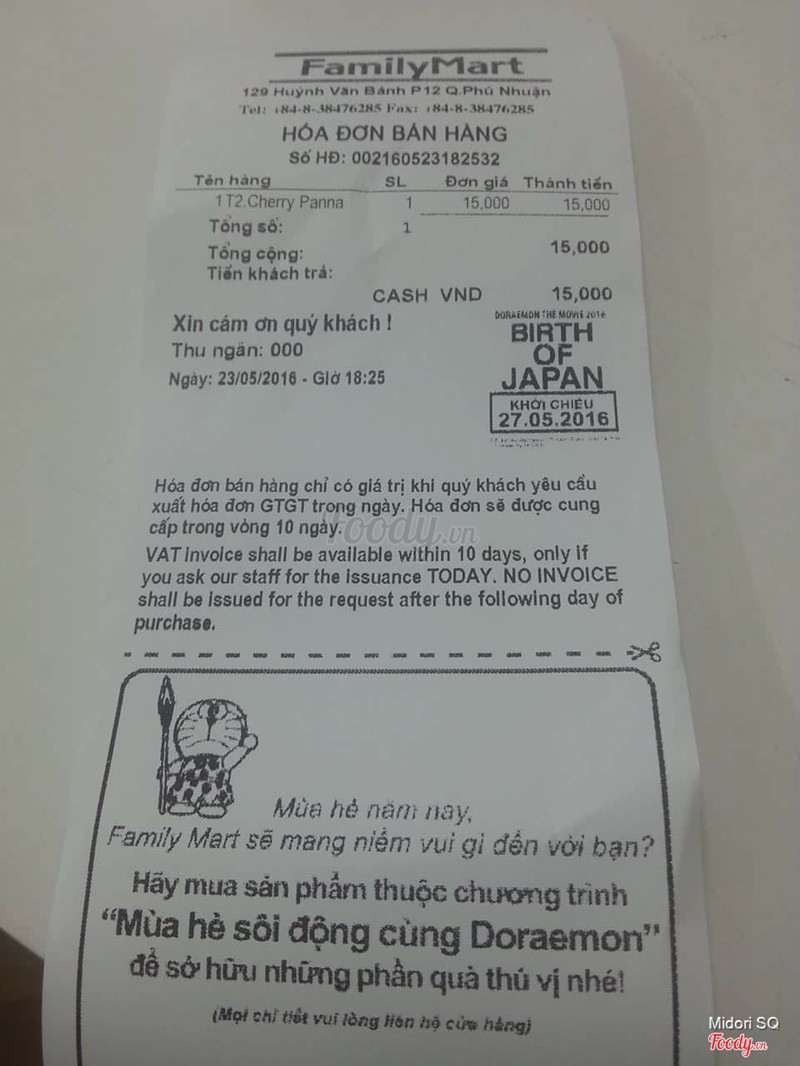 FamilyMart
129 Huỳnh Văn Bánh P12 Q.Phú Nhuận
Tel: +84-8-38476285 Fax: +84-8-38476285
HÓA ĐƠN BÁN HÀNG
Số HĐ: 002160523182532
Tên hàng SL Đơn giá Thành tiền
1 T2.Cherry Panna 1 15,000 15,000
Tổng số: 1
Tổng cộng: 15,000
Tiền khách trả:
CASH VND 15,000
Xin cám ơn quý khách !
Thu ngân: 000
Ngày: 23/05/2016 - Giờ 18:25
DORAEMON THE MOVIE 2016
BIRTH
OF
JAPAN
KHỞI CHIẾU
27.05.2016
Hóa đơn bán hàng chỉ có giá trị khi quý khách yêu cầu
xuất hóa đơn GTGT trong ngày. Hóa đơn sẽ được cung
cấp trong vòng 10 ngày.
Foody.vn
VAT invoice shall be available within 10 days, only if
you ask our staff for the issuance TODAY. NO INVOICE
shall be issued for the request after the following day of
purchase.
Mùa hè năm nay,
Family Mart sẽ mang niềm vui gì đến với bạn?
Hãy mua sản phẩm thuộc chương trình
“Mùa hè sôi động cùng Doraemon”
để sở hữu những phần quà thú vị nhé!
(Mọi chi tiết vui lòng liên hệ cửa hàng)
Midori SQ
Foody.vn